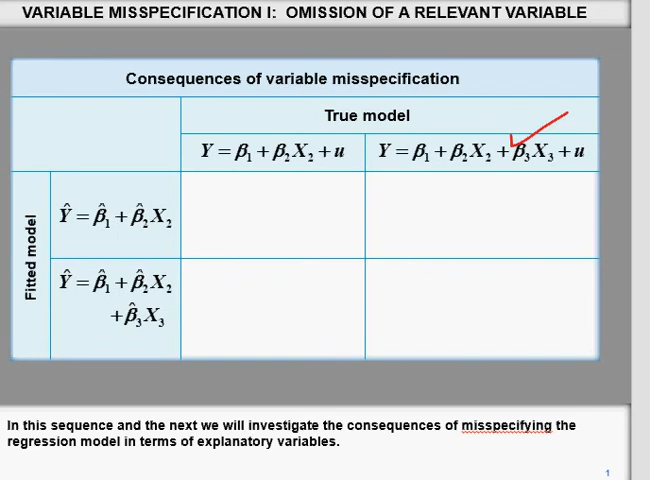 VARIABLE MISSPECIFICATION I: OMISSION OF A RELEVANT VARIABLE
Consequences of variable misspecification
True model
Y = β₁ + β₂X₂ + u
Y = β₁ + β₂X₂ + β₃X₃ + u
Fitted model
Ŷ = β̂₁ + β̂₂X₂
Ŷ = β̂₁ + β̂₂X₂
+ β̂₃X₃
In this sequence and the next we will investigate the consequences of misspecifying the
regression model in terms of explanatory variables.
1